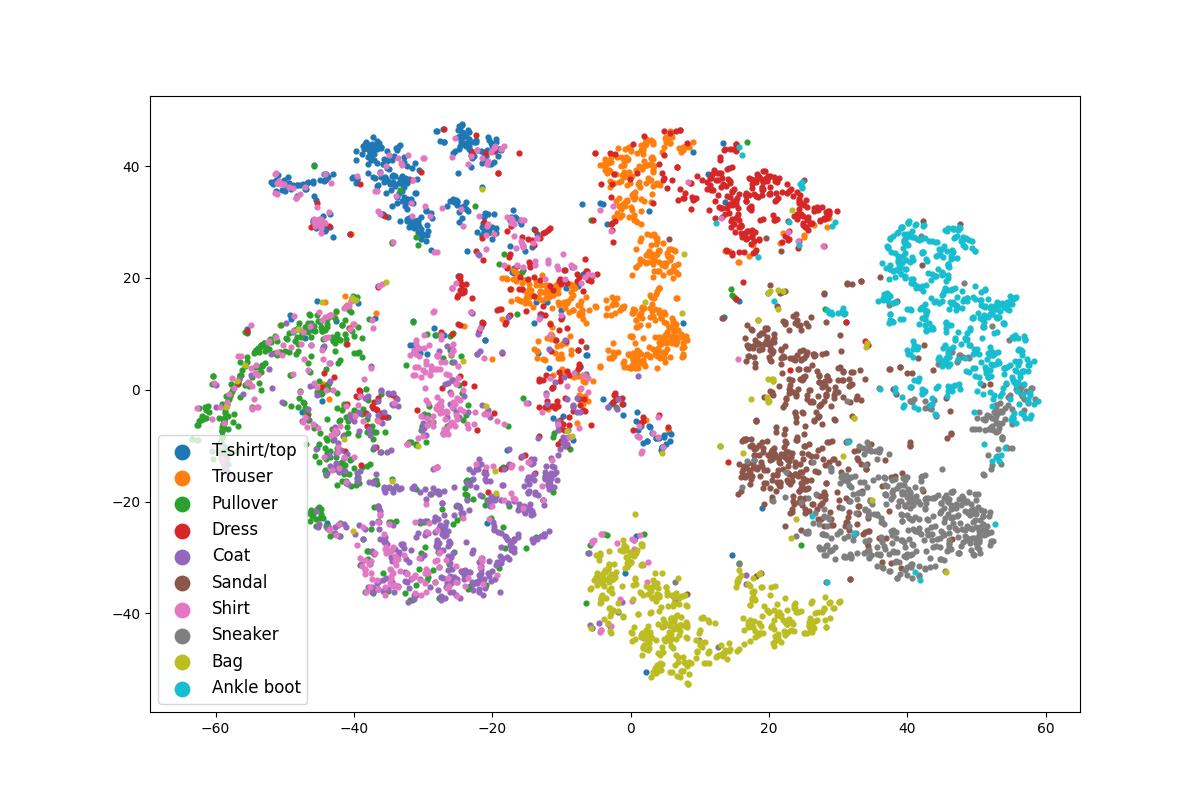 40
20
0
−20
−40
T-shirt/top
Trouser
Pullover
Dress
Coat
Sandal
Shirt
Sneaker
Bag
Ankle boot
−60 −40 −20 0 20 40 60